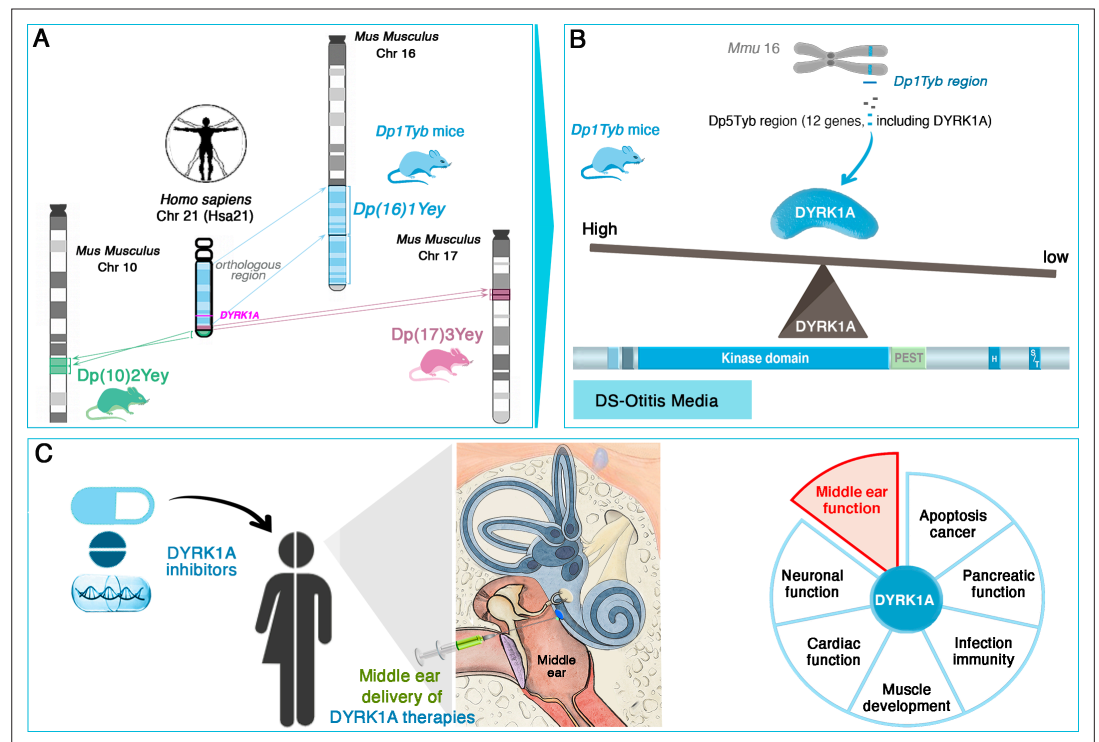 A
Mus Musculus
Chr 16
Dp1Tyb mice
Homo sapiens
Chr 21 (Hsa21)
Dp(16)1Yey
Mus Musculus
Chr 10
Mus Musculus
Chr 17
orthologous
region
DYRK1A
Dp(17)3Yey
Dp(10)2Yey
B
Mmu 16
Dp1Tyb region
Dp5Tyb region (12 genes, including DYRK1A)
Dp1Tyb mice
DYRK1A
High
low
DYRK1A
Kinase domain
PEST
H
S/T
DS-Otitis Media
C
DYRK1A
inhibitors
Middle ear
delivery of
DYRK1A therapies
Middle
ear
Middle ear
function
Apoptosis
cancer
Neuronal
function
Pancreatic
function
DYRK1A
Cardiac
function
Infection
immunity
Muscle
development